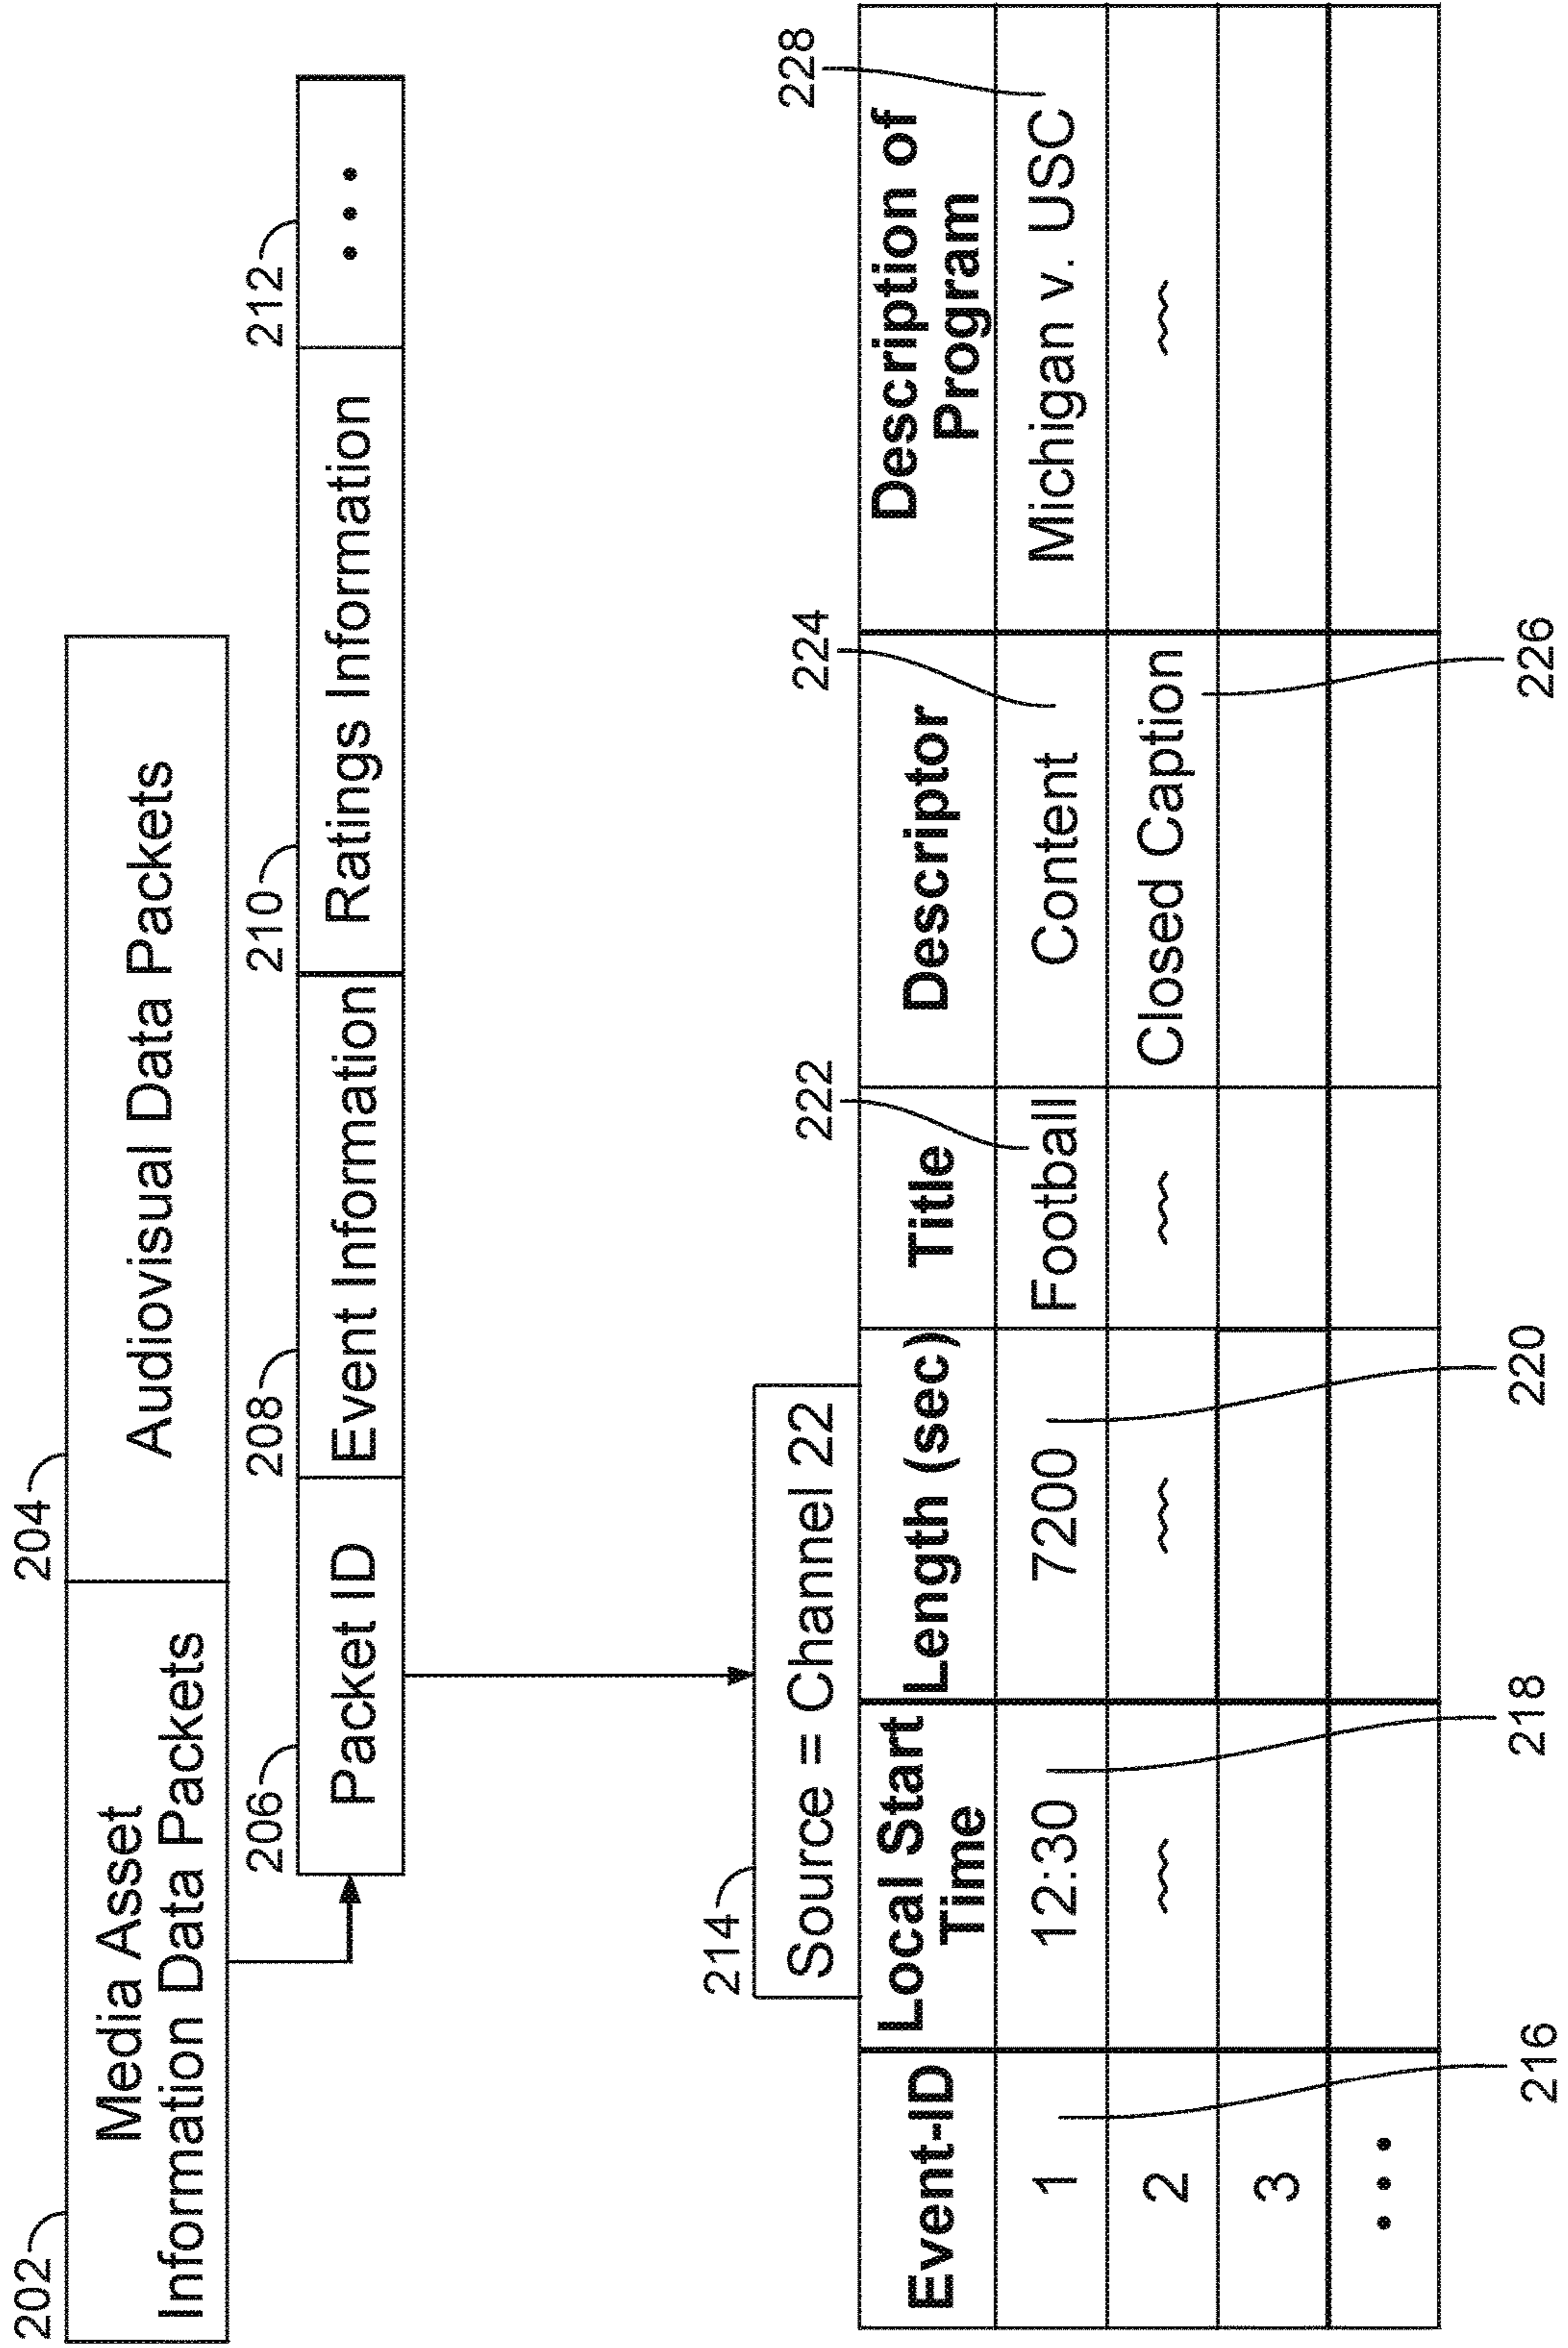 202
204
Media Asset
Information Data Packets
Audiovisual Data Packets
206
208
210
212
Packet ID
Event Information
Ratings Information
• • •
214
Source = Channel 22
222
224
228
Event-ID
Local Start
Time
Length (sec)
Title
Descriptor
Description of
Program
1
12:30
7200
Football
Content
Michigan v. USC
2
Closed Caption
3
• • •
216
218
220
226